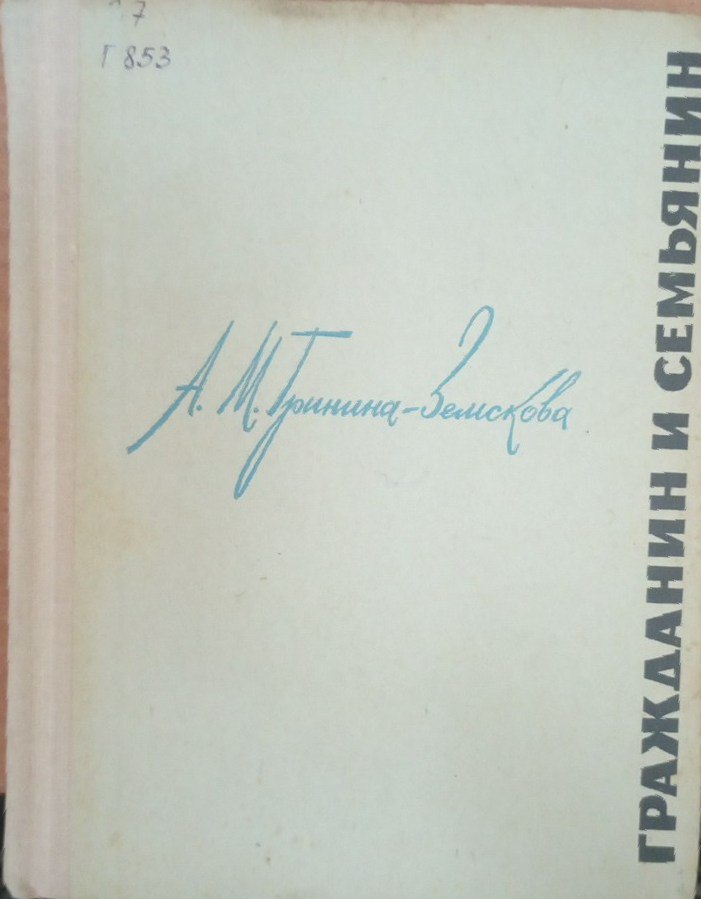 7
Г 853
А. М. Гринина-Земскова
ГРАЖДАНИН И СЕМЬЯНИН